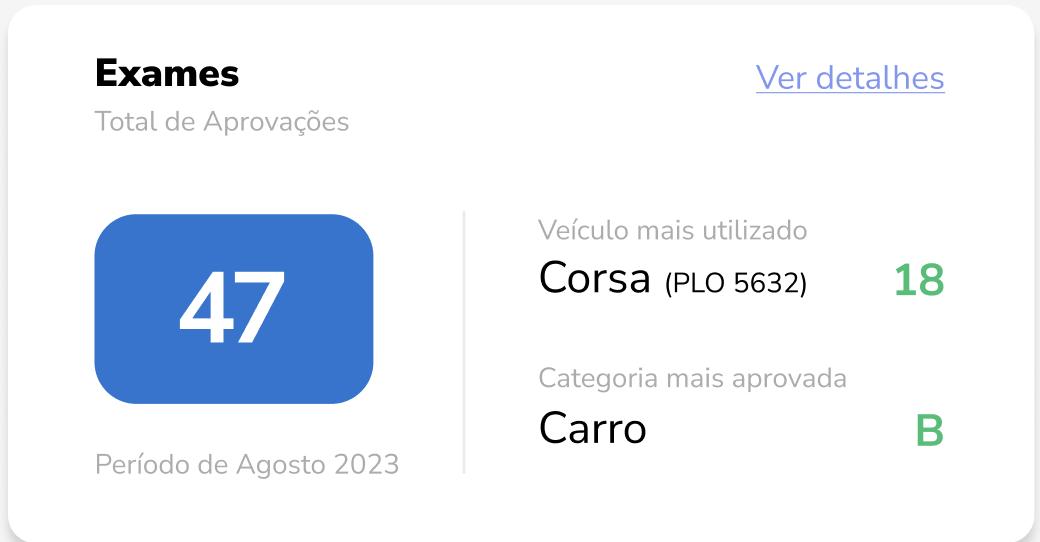 Exames
Ver detalhes
Total de Aprovações
47
Período de Agosto 2023
Veículo mais utilizado
Corsa (PLO 5632) 18
Categoria mais aprovada
Carro B